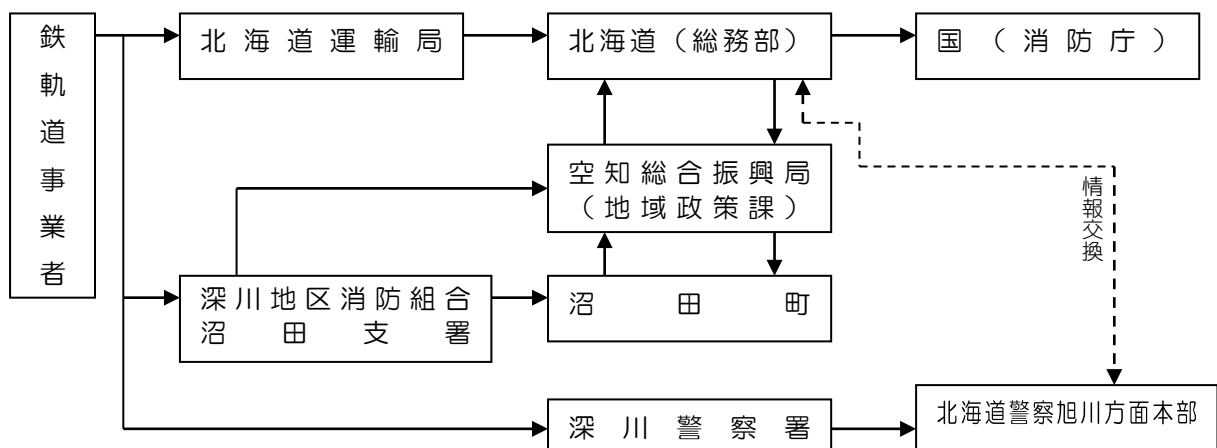 鉄軌道事業者
北海道運輸局
北海道（総務部）
国（消防庁）
空知総合振興局
（地域政策課）
情報交換
深川地区消防組合
沼田支署
沼田町
深川警察署
北海道警察旭川方面本部